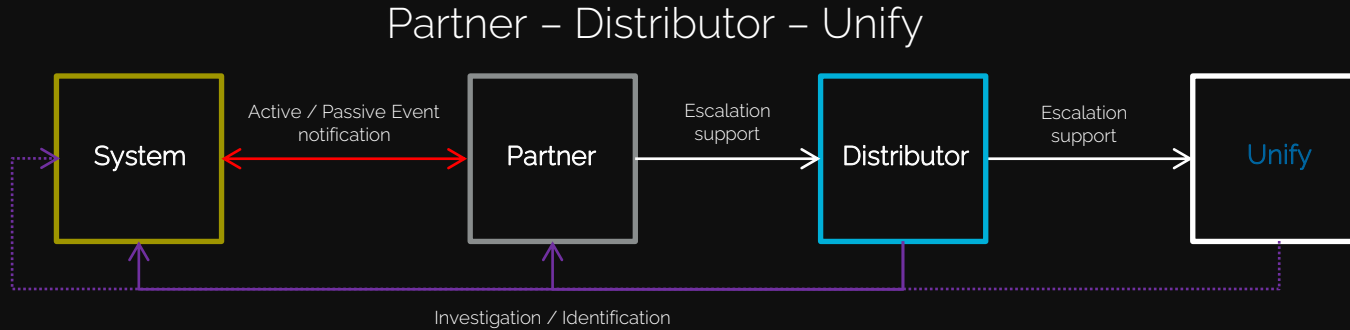 Partner – Distributor – Unify
Active / Passive Event
notification
Escalation
support
Escalation
support
System
Partner
Distributor
Unify
Investigation / Identification